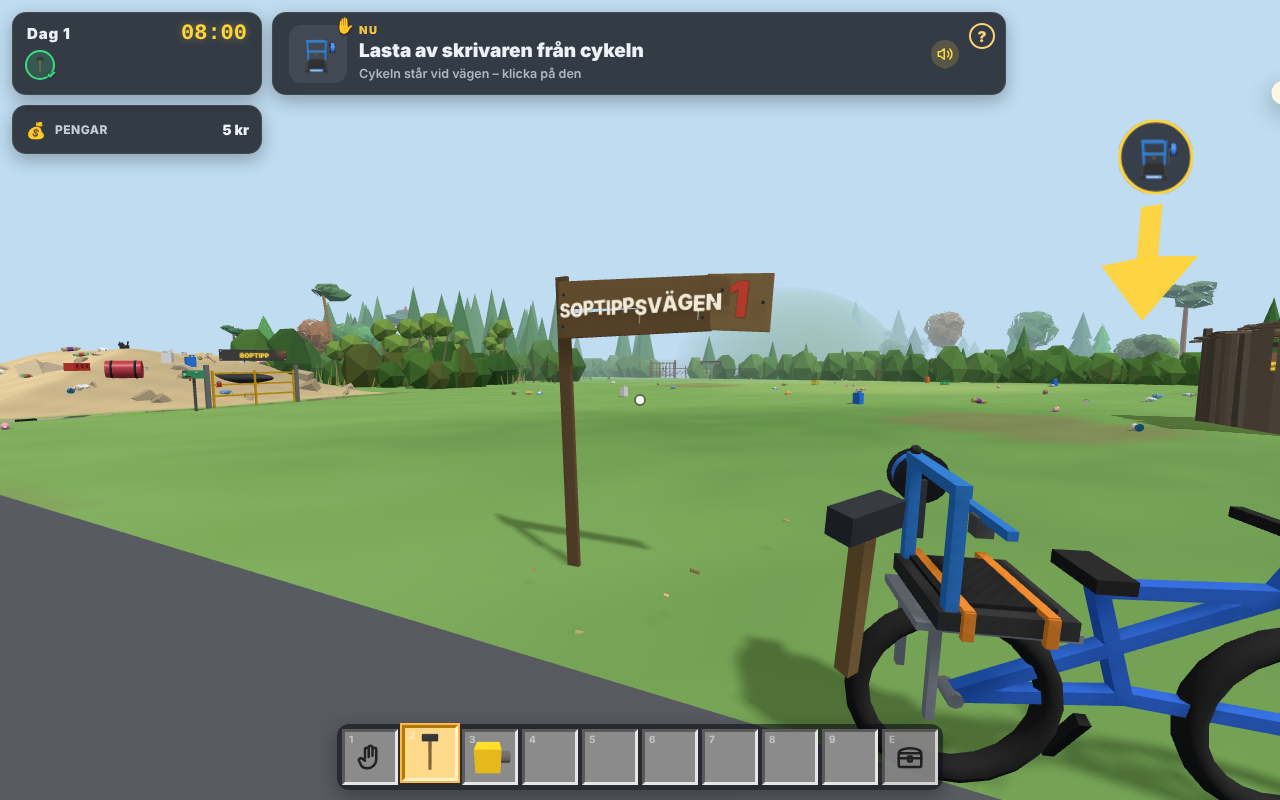 Dag 1
08:00
NU
Lasta av skrivaren från cykeln
Cykeln står vid vägen – klicka på den
?
PENGAR
5 kr
SOPTIPPSVÄGEN 1
SOPTIPP
1
2
3
4
5
6
7
8
9
E